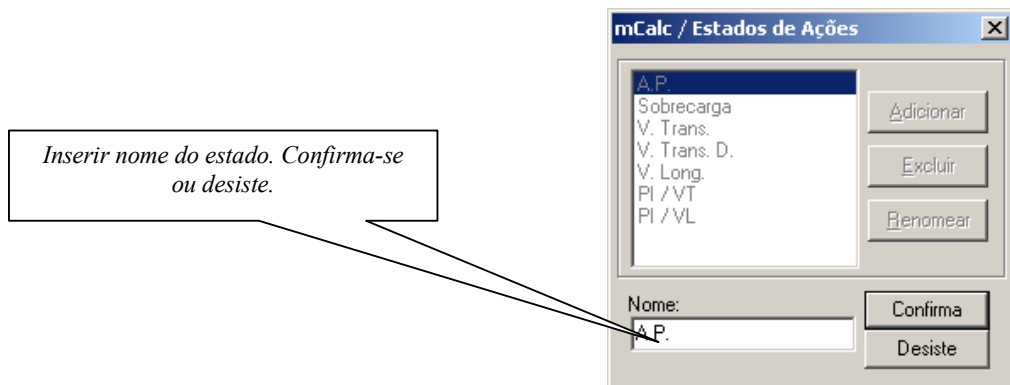 mCalc / Estados de Ações
A.P.
Sobrecarga
V. Trans.
V. Trans. D.
V. Long.
PI / VT
PI / VL
Adicionar
Excluir
Renomear
Inserir nome do estado. Confirma-se
ou desiste.
Nome:
A.P.
Confirma
Desiste